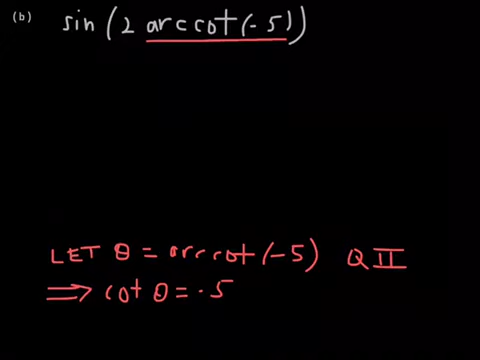 (b) sin (2 arccot(-5))
LET θ = arccot(-5) Q II
⟹ cot θ = -5